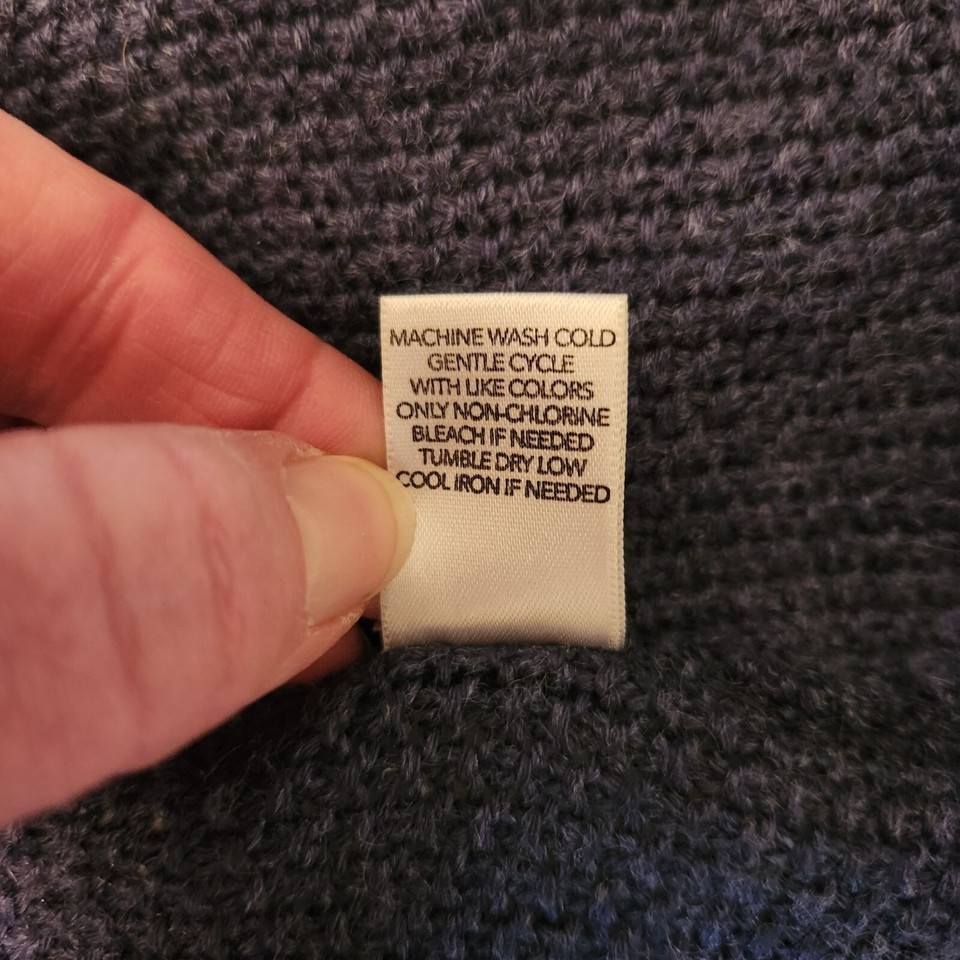 MACHINE WASH COLD
GENTLE CYCLE
WITH LIKE COLORS
ONLY NON-CHLORINE
BLEACH IF NEEDED
TUMBLE DRY LOW
COOL IRON IF NEEDED